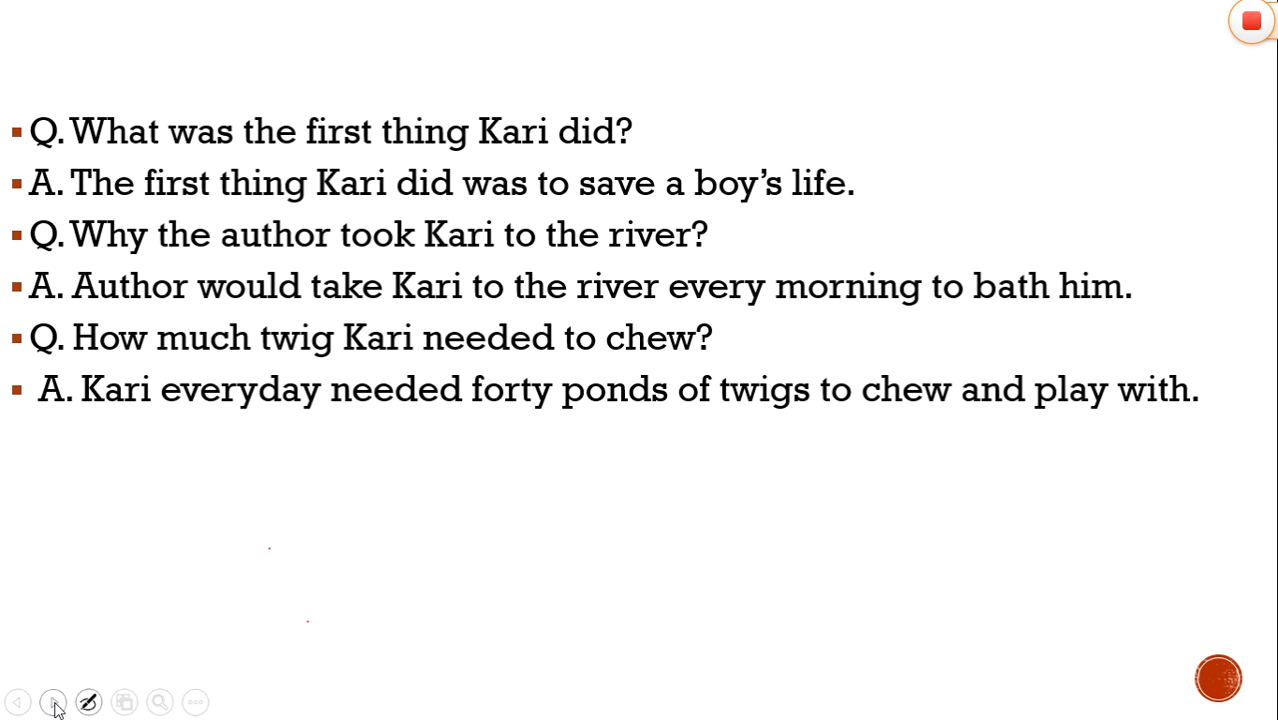 Q. What was the first thing Kari did?
A. The first thing Kari did was to save a boy’s life.
Q. Why the author took Kari to the river?
A. Author would take Kari to the river every morning to bath him.
Q. How much twig Kari needed to chew?
A. Kari everyday needed forty ponds of twigs to chew and play with.